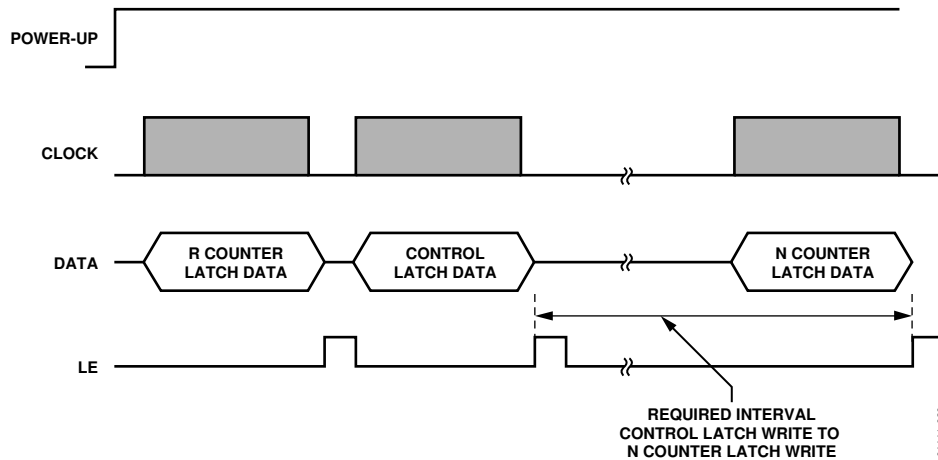 POWER-UP
CLOCK
DATA
R COUNTER
LATCH DATA
CONTROL
LATCH DATA
N COUNTER
LATCH DATA
LE
REQUIRED INTERVAL
CONTROL LATCH WRITE TO
N COUNTER LATCH WRITE